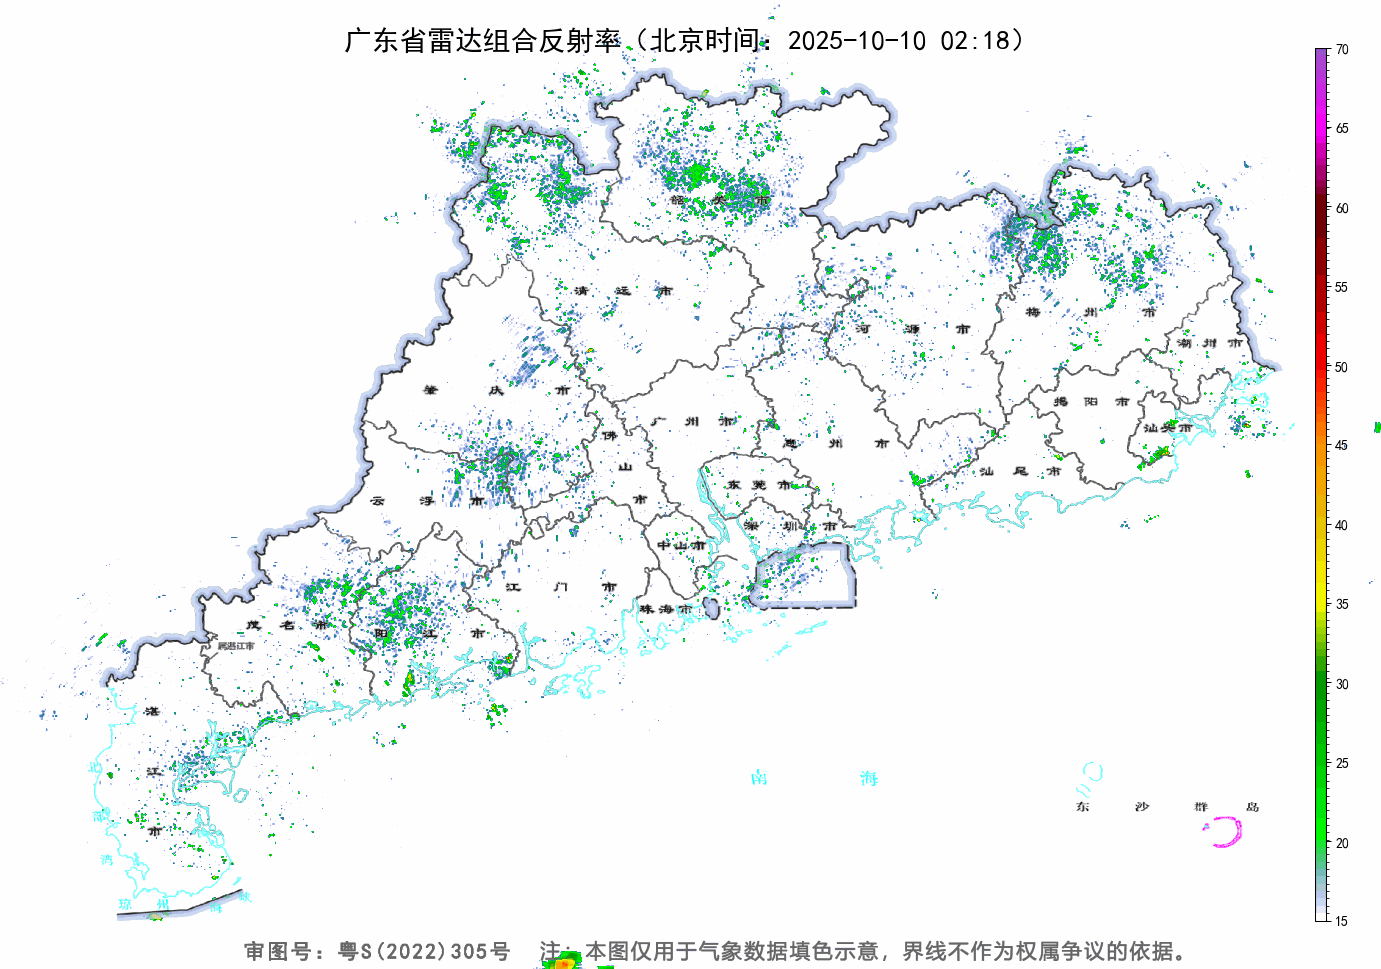 广东省雷达组合反射率（北京时间：2025-10-10 02:18）
70
65
60
55
50
45
40
35
30
25
20
15
韶关市
清远市
河源市
梅州市
潮州市
肇庆市
广州市
佛山市
惠州市
揭阳市
汕头市
汕尾市
东莞市
云浮市
深圳市
中山市
江门市
珠海市
茂名市
阳江市
属湛江市
湛江市
北部湾
南海
东沙群岛
琼州海峡
审图号：粤S(2022)305号 注：本图仅用于气象数据填色示意，界线不作为权属争议的依据。